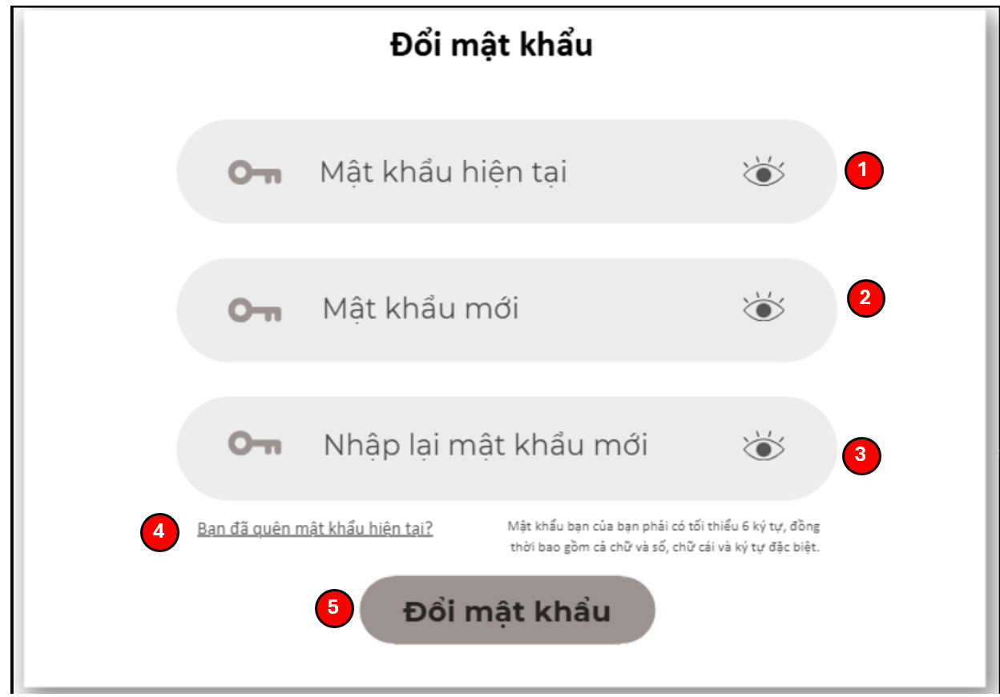 Đổi mật khẩu
Mật khẩu hiện tại
1
Mật khẩu mới
2
Nhập lại mật khẩu mới
3
4
Bạn đã quên mật khẩu hiện tại?
Mật khẩu bạn của bạn phải có tối thiểu 6 ký tự, đồng
thời bao gồm cả chữ và số, chữ cái và ký tự đặc biệt.
5
Đổi mật khẩu